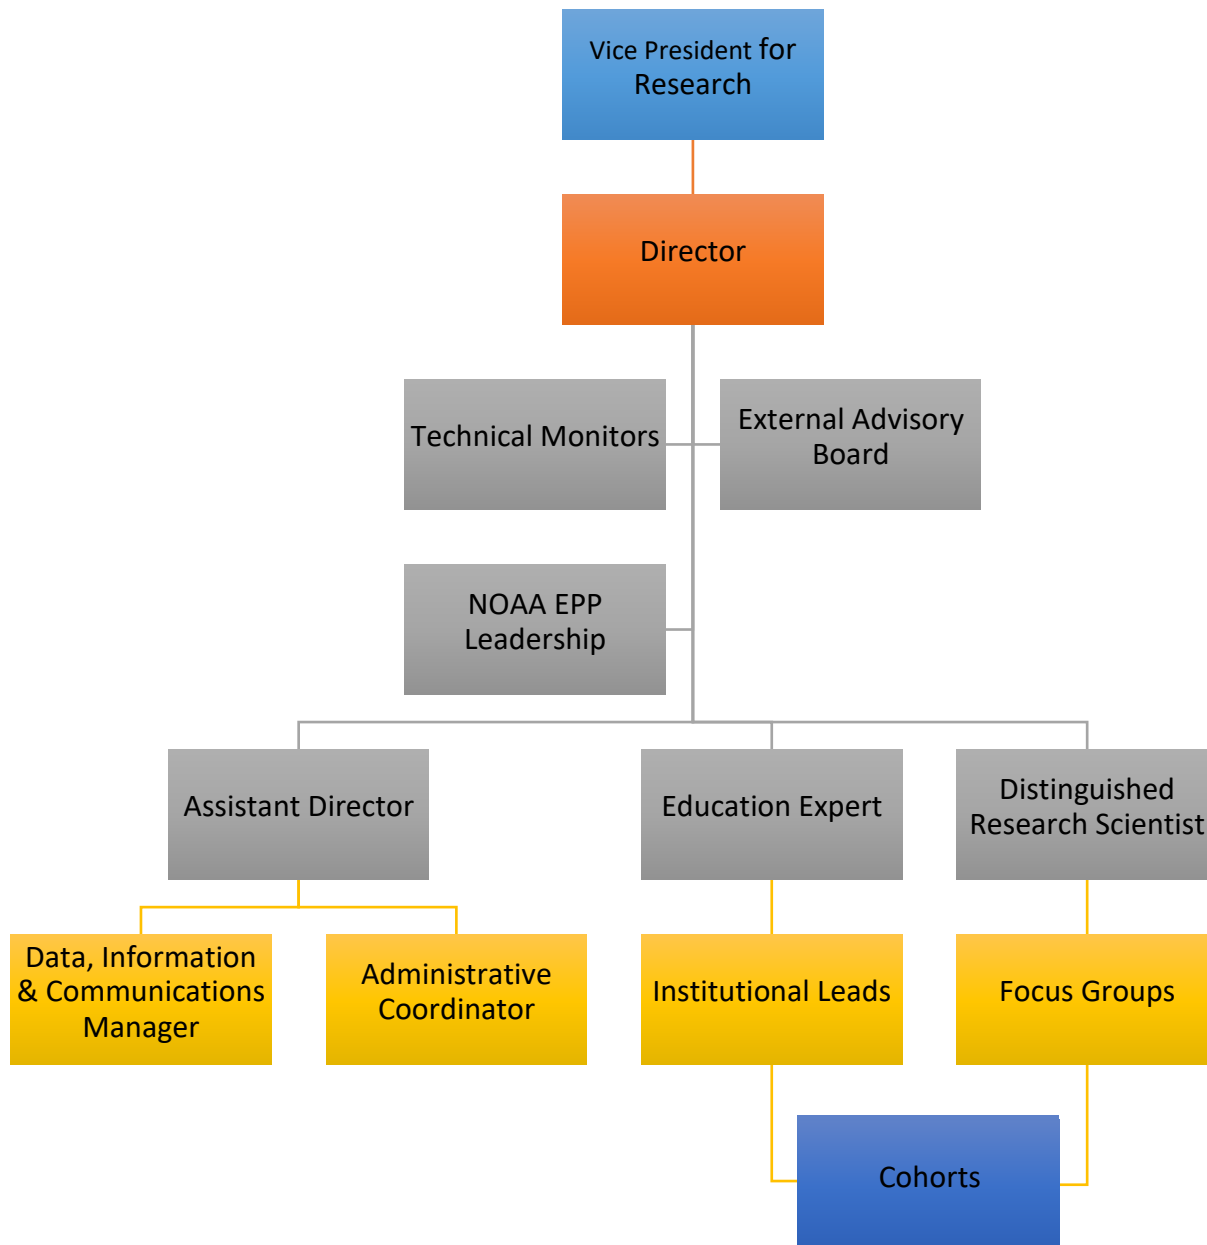 Vice President for
Research
Director
Technical Monitors
External Advisory
Board
NOAA EPP
Leadership
Assistant Director
Education Expert
Distinguished
Research Scientist
Data, Information
& Communications
Manager
Administrative
Coordinator
Institutional Leads
Focus Groups
Cohorts